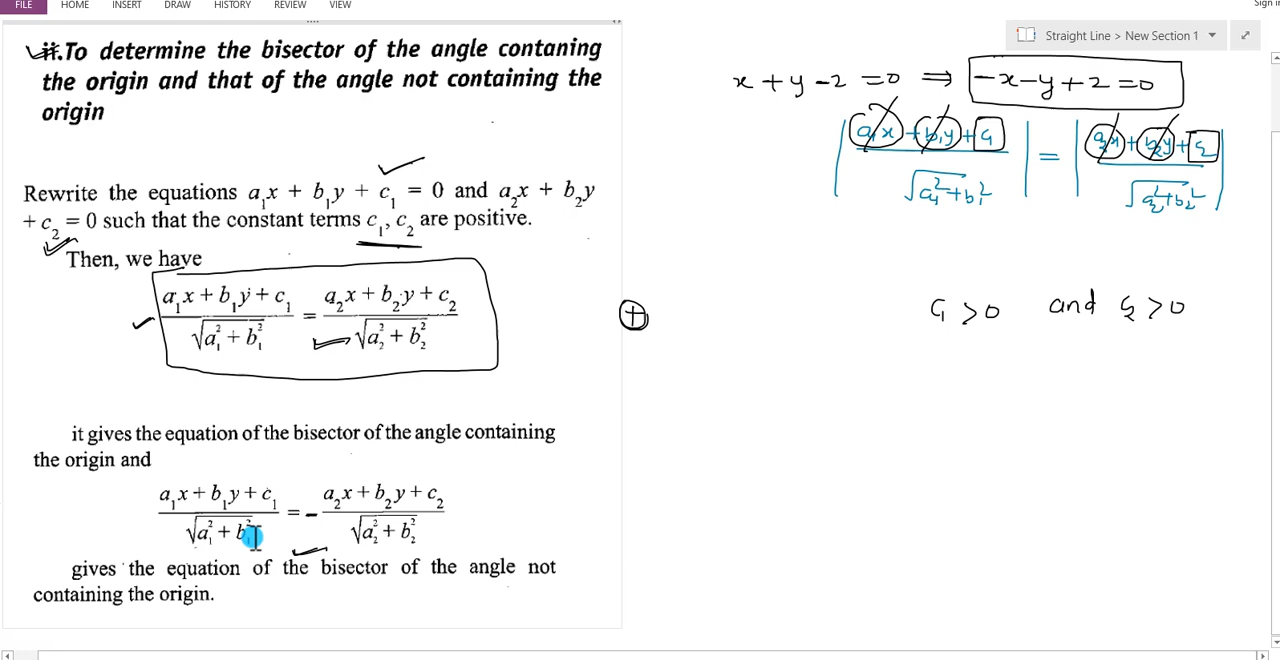 FILE HOME INSERT DRAW HISTORY REVIEW VIEW
Sign in
Straight Line > New Section 1
ii.To determine the bisector of the angle contaning
the origin and that of the angle not containing the
origin
Rewrite the equations a₁x + b₁y + c₁ = 0 and a₂x + b₂y
+ c₂ = 0 such that the constant terms c₁, c₂ are positive.
Then, we have
(a₁x + b₁y + c₁)/√(a₁² + b₁²) = (a₂x + b₂y + c₂)/√(a₂² + b₂²)
it gives the equation of the bisector of the angle containing
the origin and
(a₁x + b₁y + c₁)/√(a₁² + b₁²) = –(a₂x + b₂y + c₂)/√(a₂² + b₂²)
gives the equation of the bisector of the angle not
containing the origin.
x + y – 2 = 0 ⇒ –x – y + 2 = 0
|(a₁x + b₁y + c₁)/√(a₁² + b₁²)| = |(a₂x + b₂y + c₂)/√(a₂² + b₂²)|
+
c₁ > 0 and c₂ > 0